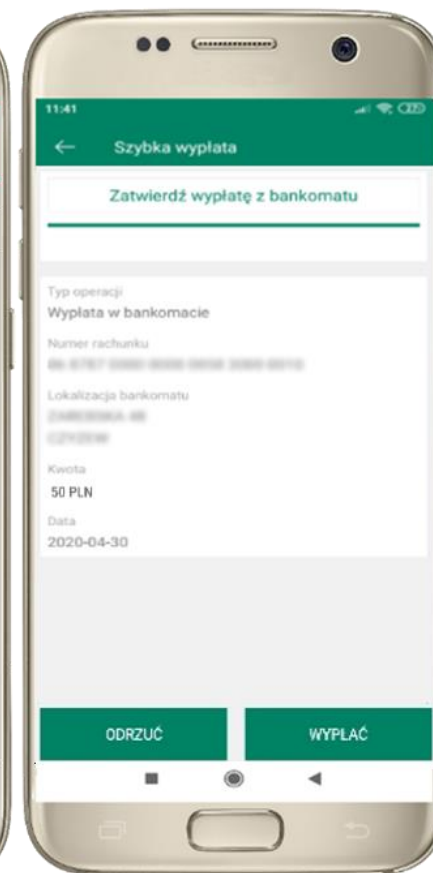 11:41
Szybka wypłata
Zatwierdź wypłatę z bankomatu
Typ operacji
Wypłata w bankomacie
Numer rachunku
Lokalizacja bankomatu
Kwota
50 PLN
Data
2020-04-30
ODRZUĆ
WYPŁAĆ